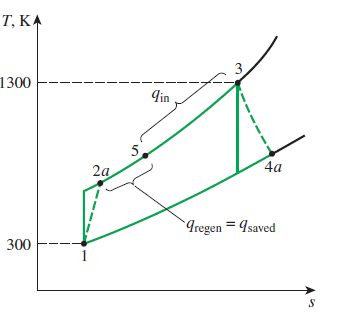 T, K
3
1300
q_in
5
2a
4a
q_regen = q_saved
300
1
s